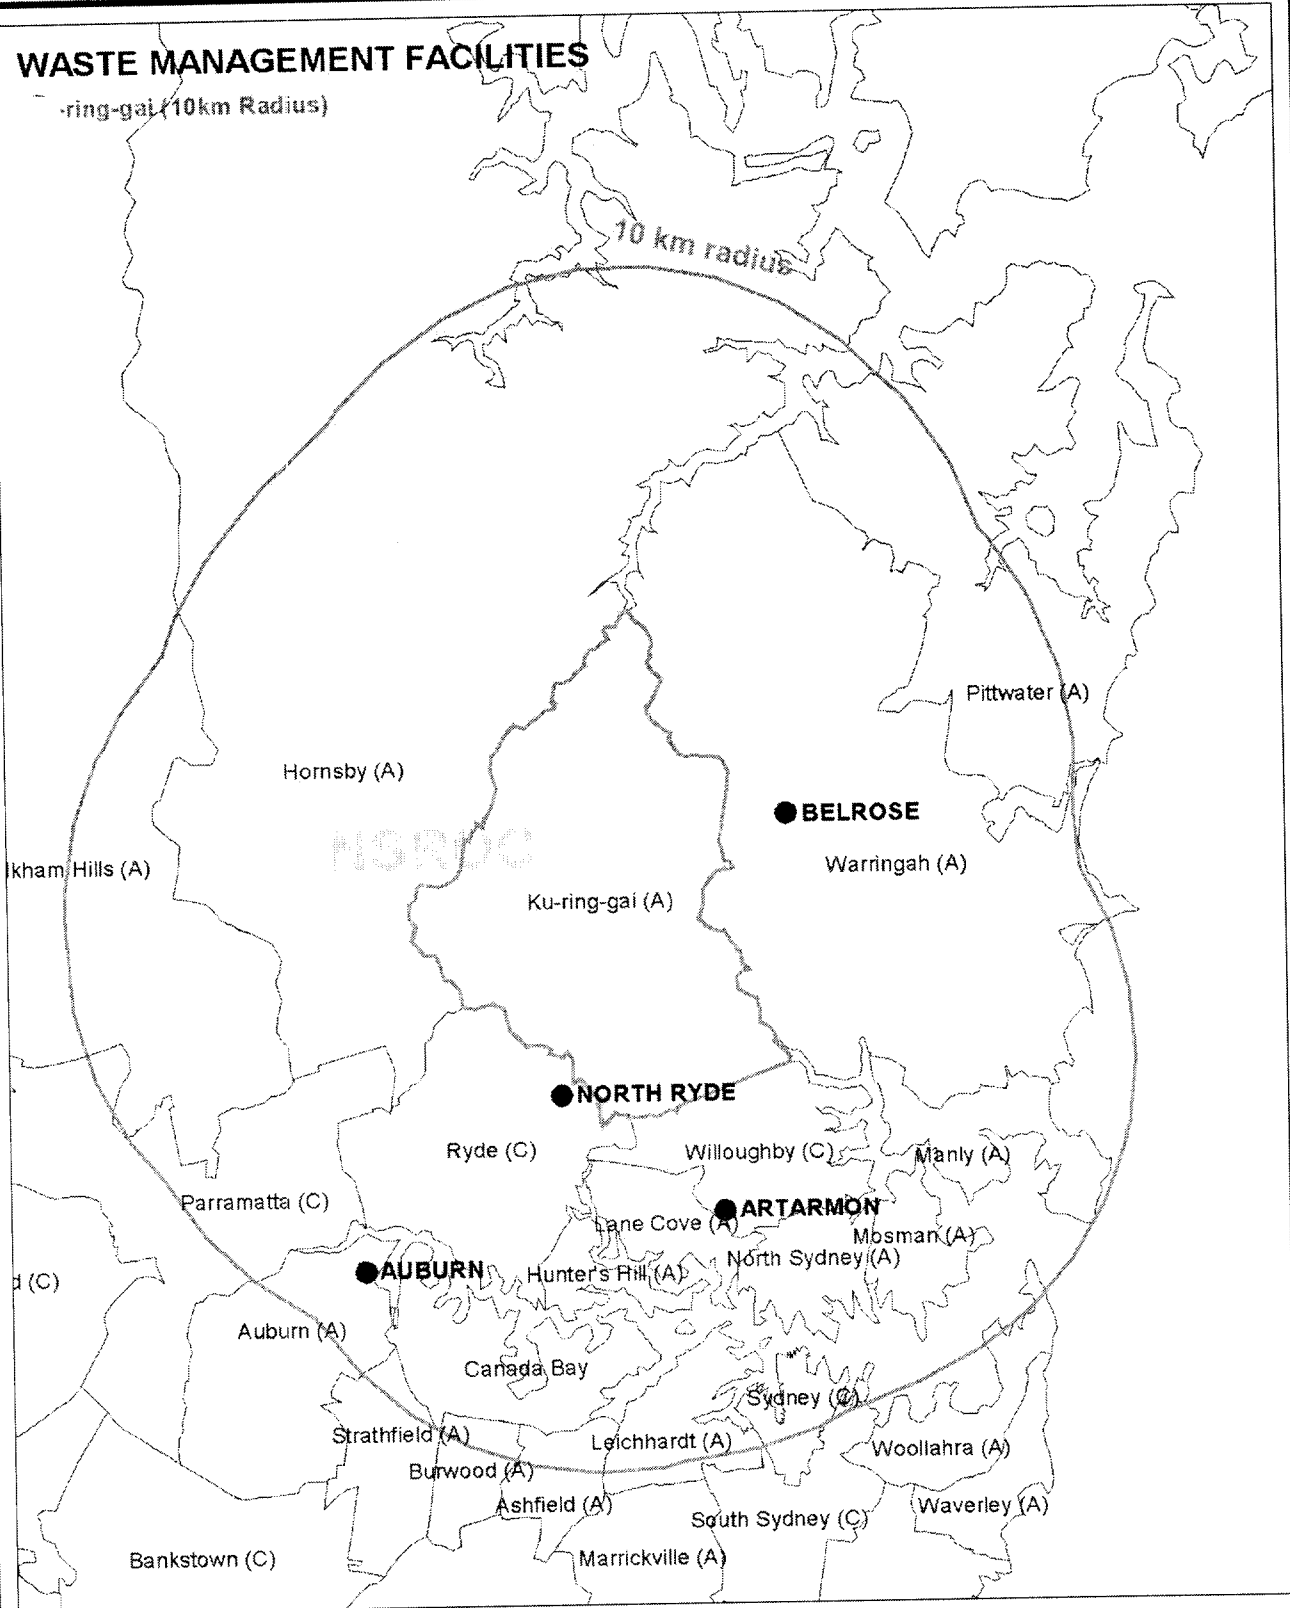 WASTE MANAGEMENT FACILITIES
-ring-gai (10km Radius)
10 km radius
Pittwater (A)
Hornsby (A)
BELROSE
NSROC
Warringah (A)
lkham Hills (A)
Ku-ring-gai (A)
NORTH RYDE
Ryde (C)
Willoughby (C)
Manly (A)
Parramatta (C)
ARTARMON
Lane Cove (A)
Mosman (A)
North Sydney (A)
AUBURN
Hunter's Hill (A)
d (C)
Auburn (A)
Canada Bay
Sydney (C)
Strathfield (A)
Leichhardt (A)
Woollahra (A)
Burwood (A)
Ashfield (A)
Waverley (A)
South Sydney (C)
Bankstown (C)
Marrickville (A)